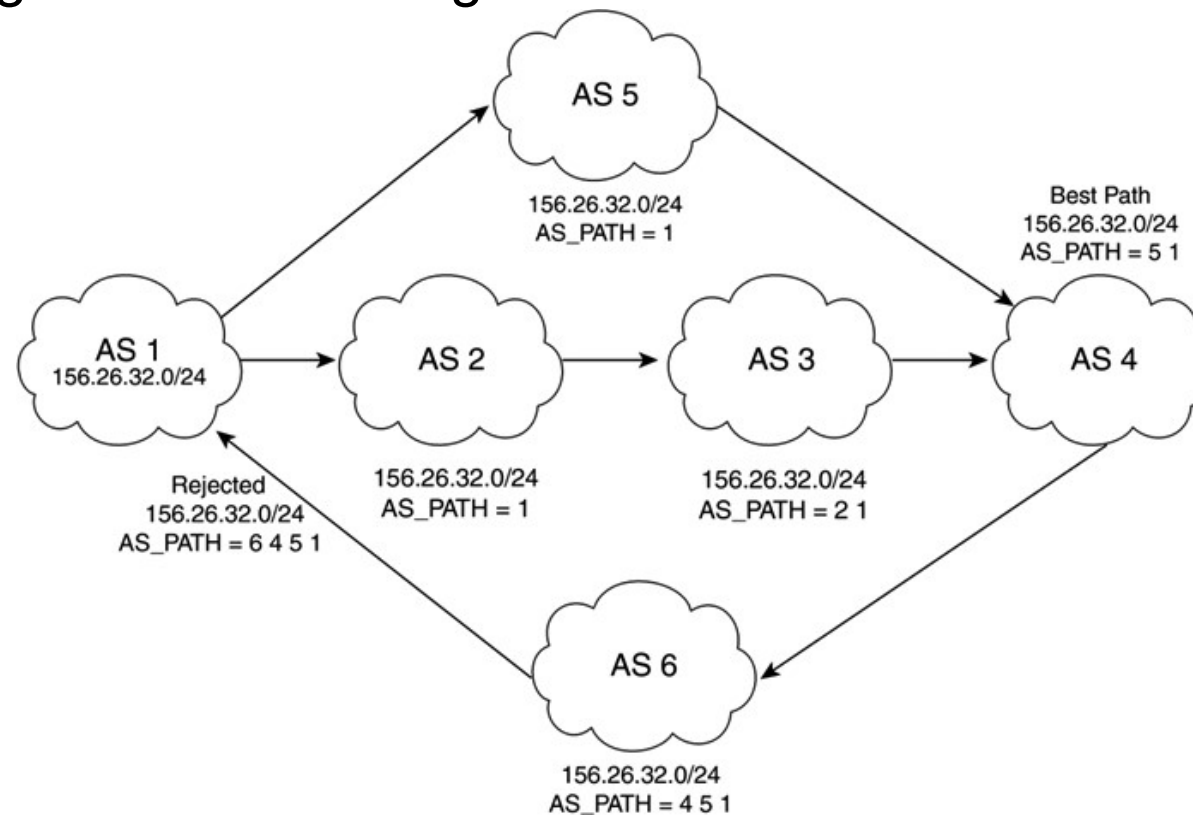 AS 5
156.26.32.0/24
AS_PATH = 1
Best Path
156.26.32.0/24
AS_PATH = 5 1
AS 1
156.26.32.0/24
AS 2
AS 3
AS 4
156.26.32.0/24
AS_PATH = 1
156.26.32.0/24
AS_PATH = 2 1
Rejected
156.26.32.0/24
AS_PATH = 6 4 5 1
AS 6
156.26.32.0/24
AS_PATH = 4 5 1